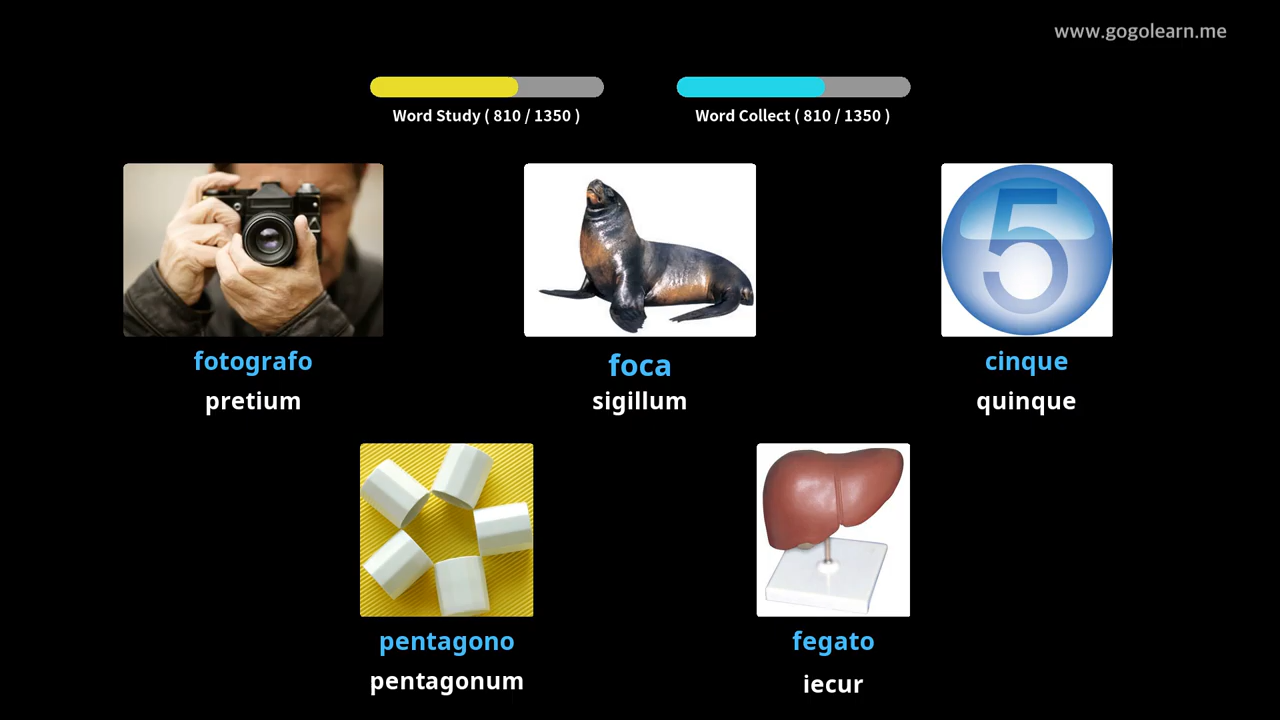 www.gogolearn.me
Word Study ( 810 / 1350 )
Word Collect ( 810 / 1350 )
5
fotografo
pretium
foca
sigillum
cinque
quinque
pentagono
pentagonum
fegato
iecur